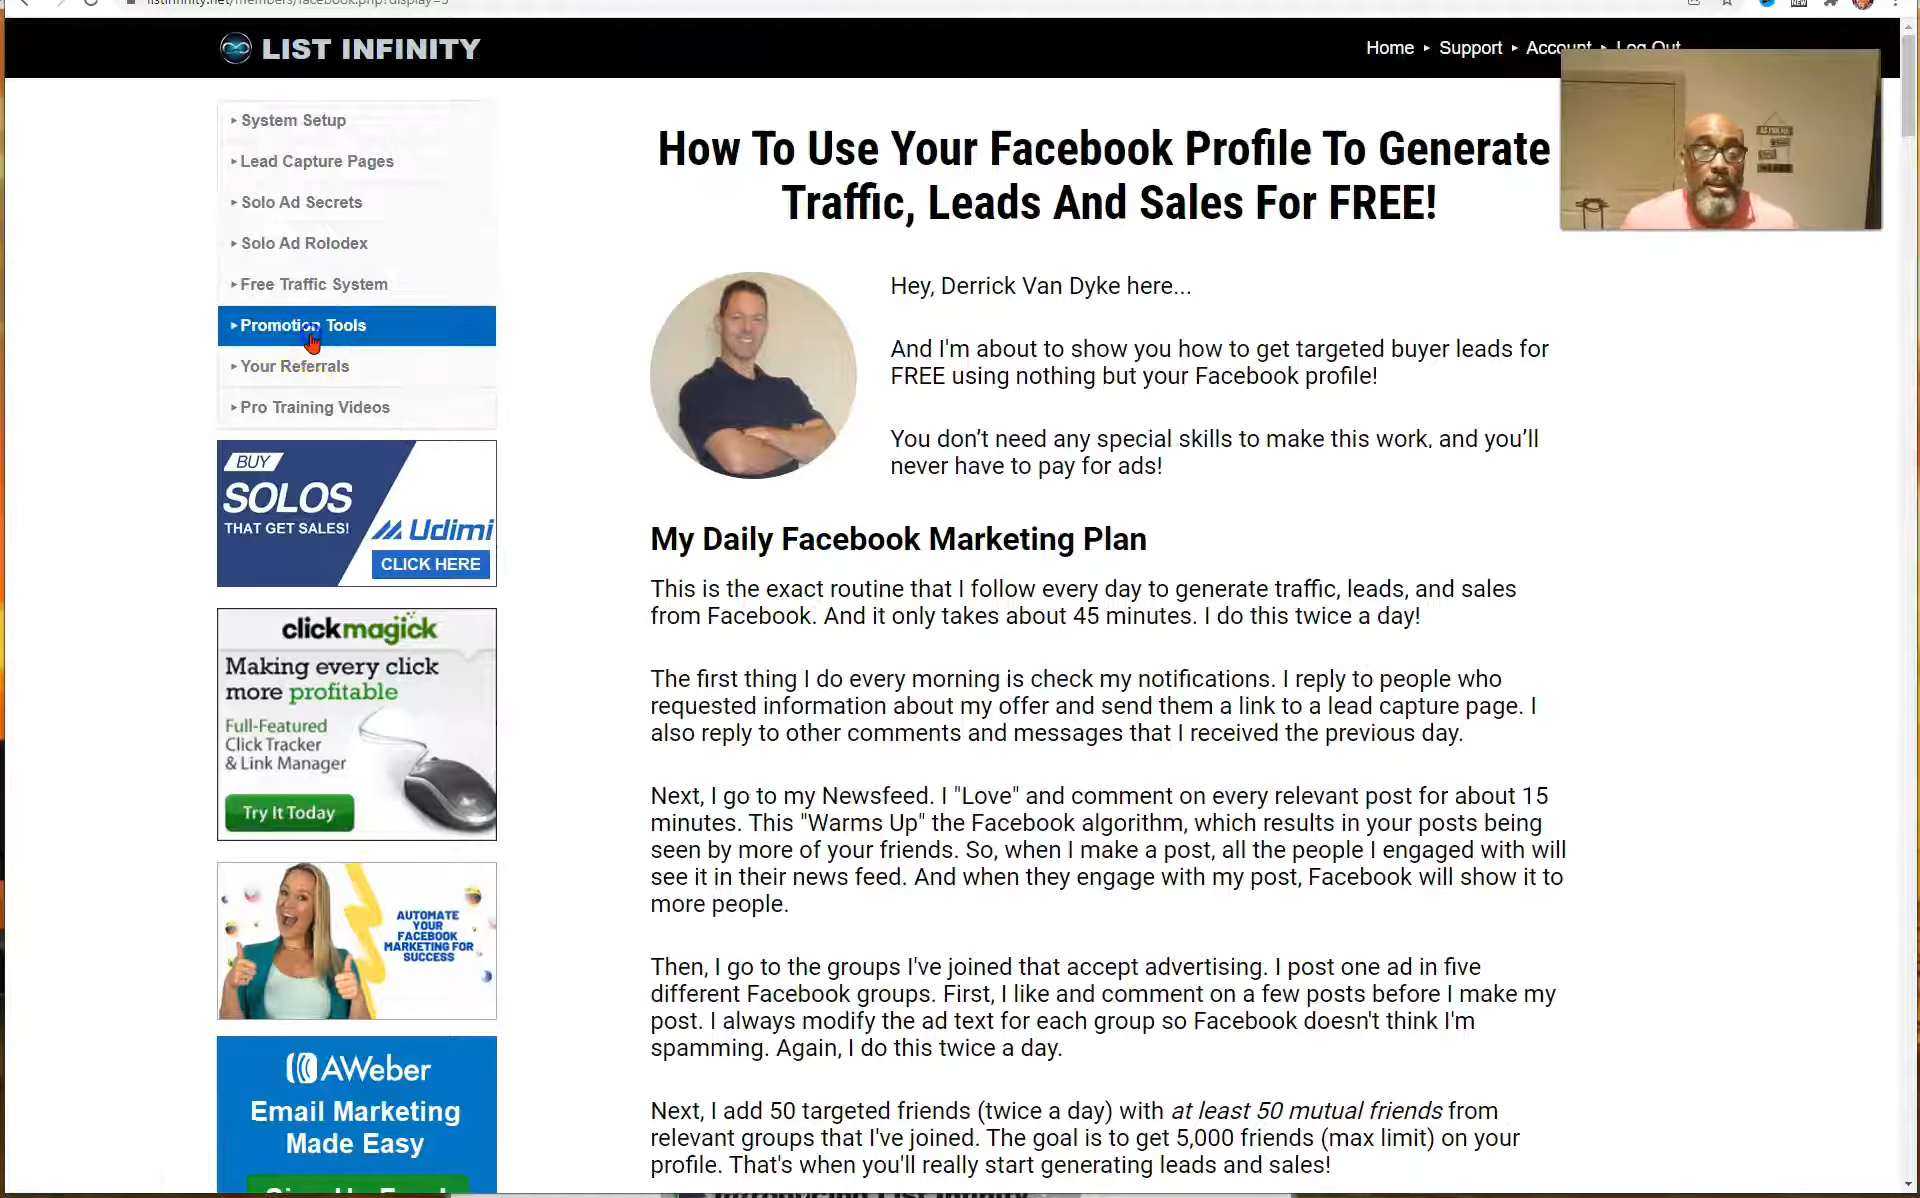 listinfinity.net/members/facebook.php?display=5
LIST INFINITY
Home ▸ Support ▸ Account ▸ Log Out
System Setup
Lead Capture Pages
Solo Ad Secrets
Solo Ad Rolodex
Free Traffic System
Promotion Tools
Your Referrals
Pro Training Videos
BUY
SOLOS
THAT GET SALES!
Udimi
CLICK HERE
clickmagick
Making every click
more profitable
Full-Featured
Click Tracker
& Link Manager
Try It Today
AUTOMATE
YOUR
FACEBOOK
MARKETING FOR
SUCCESS
AWeber
Email Marketing
Made Easy
How To Use Your Facebook Profile To Generate
Traffic, Leads And Sales For FREE!
Hey, Derrick Van Dyke here...
And I'm about to show you how to get targeted buyer leads for
FREE using nothing but your Facebook profile!
You don’t need any special skills to make this work. and you’ll
never have to pay for ads!
My Daily Facebook Marketing Plan
This is the exact routine that I follow every day to generate traffic, leads, and sales
from Facebook. And it only takes about 45 minutes. I do this twice a day!
The first thing I do every morning is check my notifications. I reply to people who
requested information about my offer and send them a link to a lead capture page. I
also reply to other comments and messages that I received the previous day.
Next, I go to my Newsfeed. I "Love" and comment on every relevant post for about 15
minutes. This "Warms Up" the Facebook algorithm, which results in your posts being
seen by more of your friends. So, when I make a post, all the people I engaged with will
see it in their news feed. And when they engage with my post, Facebook will show it to
more people.
Then, I go to the groups I've joined that accept advertising. I post one ad in five
different Facebook groups. First, I like and comment on a few posts before I make my
post. I always modify the ad text for each group so Facebook doesn't think I'm
spamming. Again, I do this twice a day.
Next, I add 50 targeted friends (twice a day) with at least 50 mutual friends from
relevant groups that I've joined. The goal is to get 5,000 friends (max limit) on your
profile. That's when you'll really start generating leads and sales!